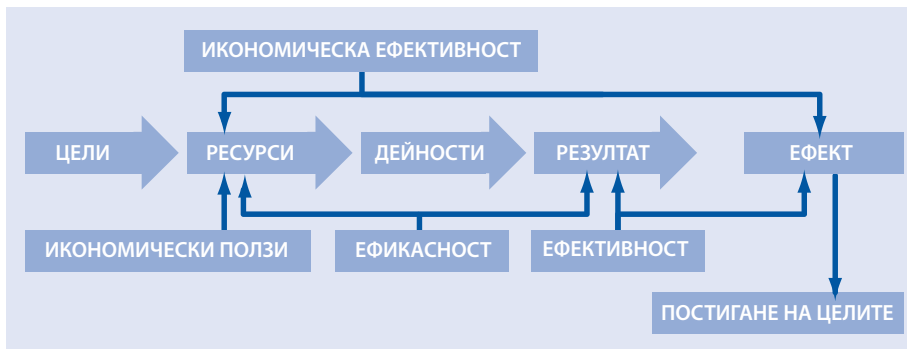 ИКОНОМИЧЕСКА ЕФЕКТИВНОСТ
ЦЕЛИ
РЕСУРСИ
ДЕЙНОСТИ
РЕЗУЛТАТ
ЕФЕКТ
ИКОНОМИЧЕСКИ ПОЛЗИ
ЕФИКАСНОСТ
ЕФЕКТИВНОСТ
ПОСТИГАНЕ НА ЦЕЛИТЕ